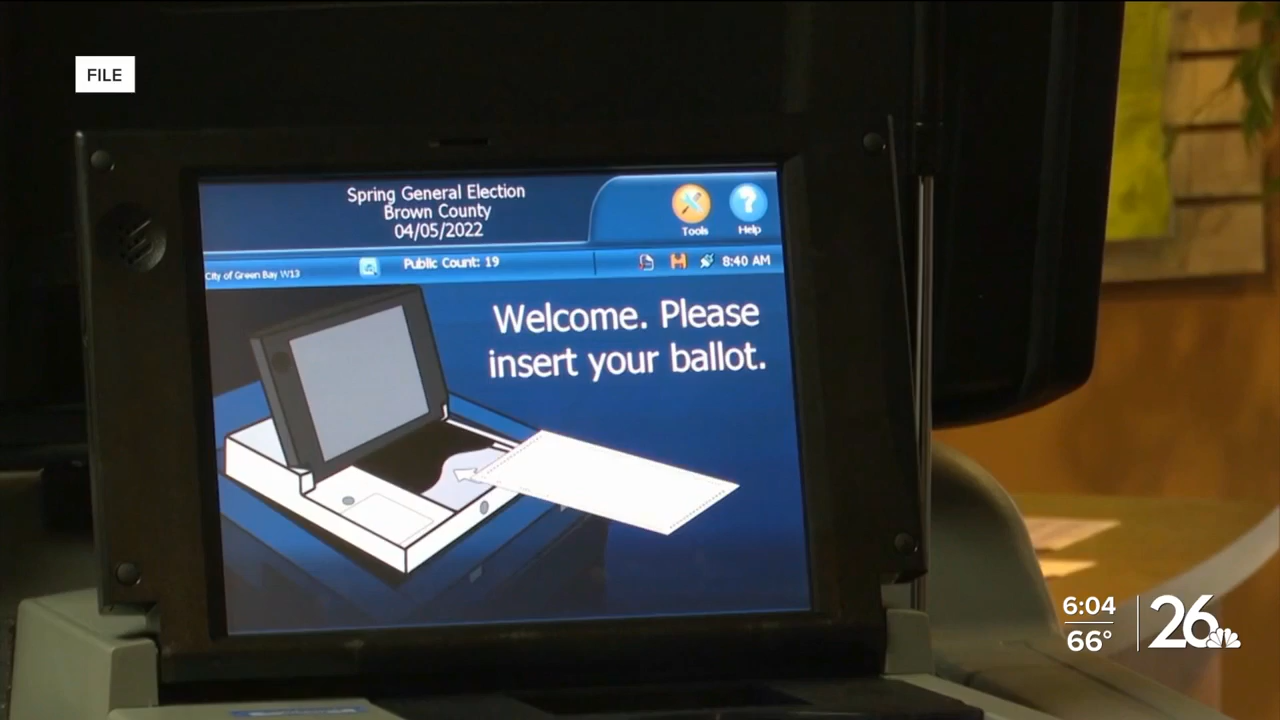 FILE
Spring General Election
Brown County
04/05/2022
Tools
Help
City of Green Bay W13
Public Count: 19
8:40 AM
Welcome. Please
insert your ballot.
6:04
66°
26